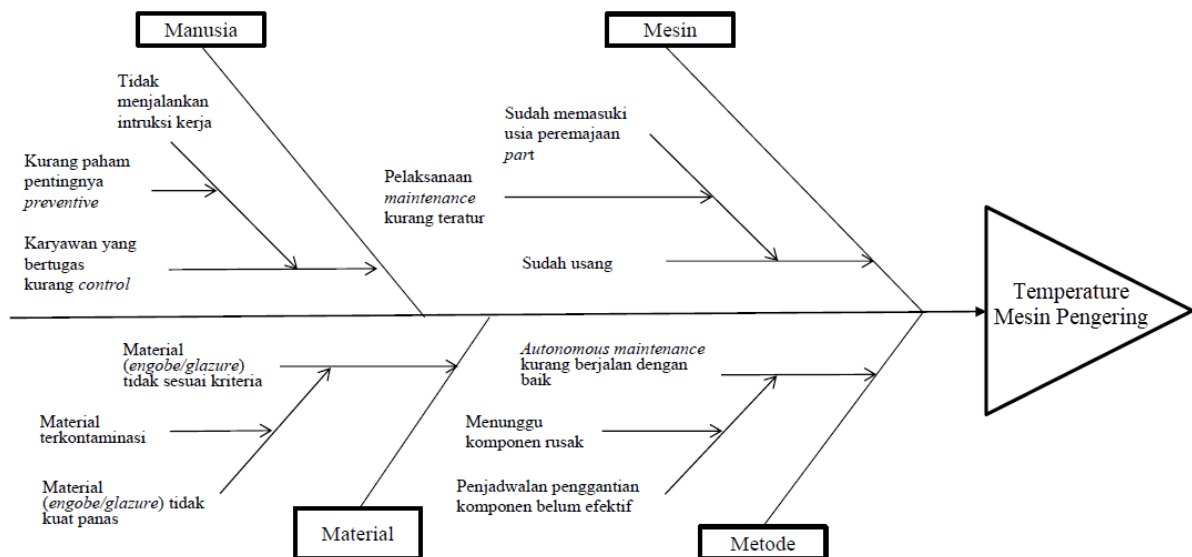 Manusia
Mesin
Tidak
menjalankan
intruksi kerja
Kurang paham
pentingnya
preventive
Karyawan yang
bertugas
kurang control
Sudah memasuki
usia peremajaan
part
Pelaksanaan
maintenance
kurang teratur
Sudah usang
Temperature
Mesin Pengering
Material
(engobe/glazure)
tidak sesuai kriteria
Material
terkontaminasi
Material
(engobe/glazure) tidak
kuat panas
Autonomous maintenance
kurang berjalan dengan
baik
Menunggu
komponen rusak
Penjadwalan penggantian
komponen belum efektif
Material
Metode